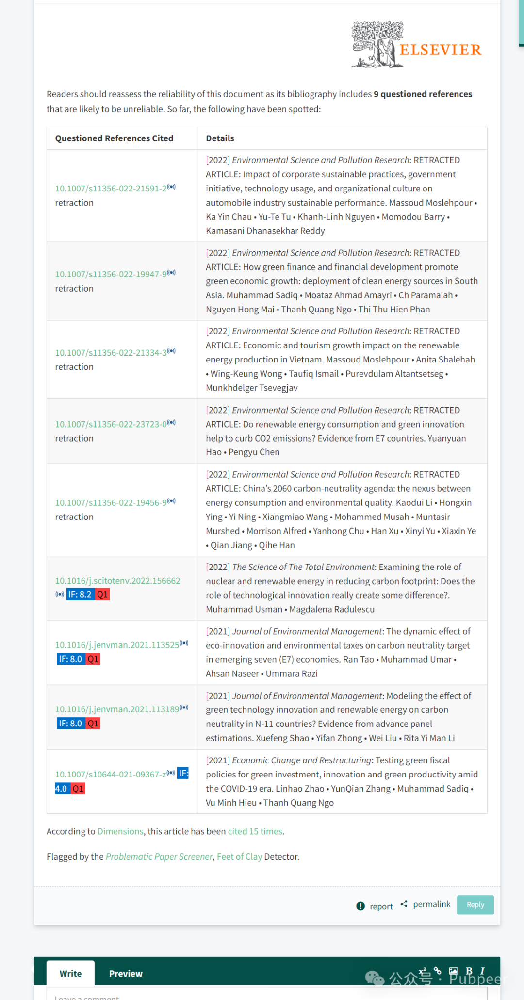 NON SOLUS
ELSEVIER
Readers should reassess the reliability of this document as its bibliography includes 9 questioned references
that are likely to be unreliable. So far, the following have been spotted:
Questioned References Cited
Details
10.1007/s11356-022-21591-2
retraction
[2022] Environmental Science and Pollution Research: RETRACTED
ARTICLE: Impact of corporate sustainable practices, government
initiative, technology usage, and organizational culture on
automobile industry sustainable performance. Massoud Moslehpour •
Ka Yin Chau • Yu-Te Tu • Khanh-Linh Nguyen • Momodou Barry •
Kamasani Dhanasekhar Reddy
10.1007/s11356-022-19947-9
retraction
[2022] Environmental Science and Pollution Research: RETRACTED
ARTICLE: How green finance and financial development promote
green economic growth: deployment of clean energy sources in South
Asia. Muhammad Sadiq • Moataz Ahmad Amayri • Ch Paramaiah •
Nguyen Hong Mai • Thanh Quang Ngo • Thi Thu Hien Phan
10.1007/s11356-022-21334-3
retraction
[2022] Environmental Science and Pollution Research: RETRACTED
ARTICLE: Economic and tourism growth impact on the renewable
energy production in Vietnam. Massoud Moslehpour • Anita Shalehah
• Wing-Keung Wong • Taufiq Ismail • Purevdulam Altantsetseg •
Munkhdelger Tsevegjav
10.1007/s11356-022-23723-0
retraction
[2022] Environmental Science and Pollution Research: RETRACTED
ARTICLE: Do renewable energy consumption and green innovation
help to curb CO2 emissions? Evidence from E7 countries. Yuanyuan
Hao • Pengyu Chen
10.1007/s11356-022-19456-9
retraction
[2022] Environmental Science and Pollution Research: RETRACTED
ARTICLE: China's 2060 carbon-neutrality agenda: the nexus between
energy consumption and environmental quality. Kaodui Li • Hongxin
Ying • Yi Ning • Xiangmiao Wang • Mohammed Musah • Muntasir
Murshed • Morrison Alfred • Yanhong Chu • Han Xu • Xinyi Yu • Xiaxin Ye
• Qian Jiang • Qihe Han
10.1016/j.scitotenv.2022.156662
IF: 8.2 Q1
[2022] The Science of The Total Environment: Examining the role of
nuclear and renewable energy in reducing carbon footprint: Does the
role of technological innovation really create some difference?.
Muhammad Usman • Magdalena Radulescu
10.1016/j.jenvman.2021.113525
IF: 8.0 Q1
[2021] Journal of Environmental Management: The dynamic effect of
eco-innovation and environmental taxes on carbon neutrality target
in emerging seven (E7) economies. Ran Tao • Muhammad Umar •
Ahsan Naseer • Ummara Razi
10.1016/j.jenvman.2021.113189
IF: 8.0 Q1
[2021] Journal of Environmental Management: Modeling the effect of
green technology innovation and renewable energy on carbon
neutrality in N-11 countries? Evidence from advance panel
estimations. Xuefeng Shao • Yifan Zhong • Wei Liu • Rita Yi Man Li
10.1007/s10644-021-09367-z IF:
4.0 Q1
[2021] Economic Change and Restructuring: Testing green fiscal
policies for green investment, innovation and green productivity amid
the COVID-19 era. Linhao Zhao • YunQian Zhang • Muhammad Sadiq •
Vu Minh Hieu • Thanh Quang Ngo
According to Dimensions, this article has been cited 15 times.
Flagged by the Problematic Paper Screener, Feet of Clay Detector.
report permalink Reply
Write Preview x² B I
公众号 · Pubpeer
Leave a comment